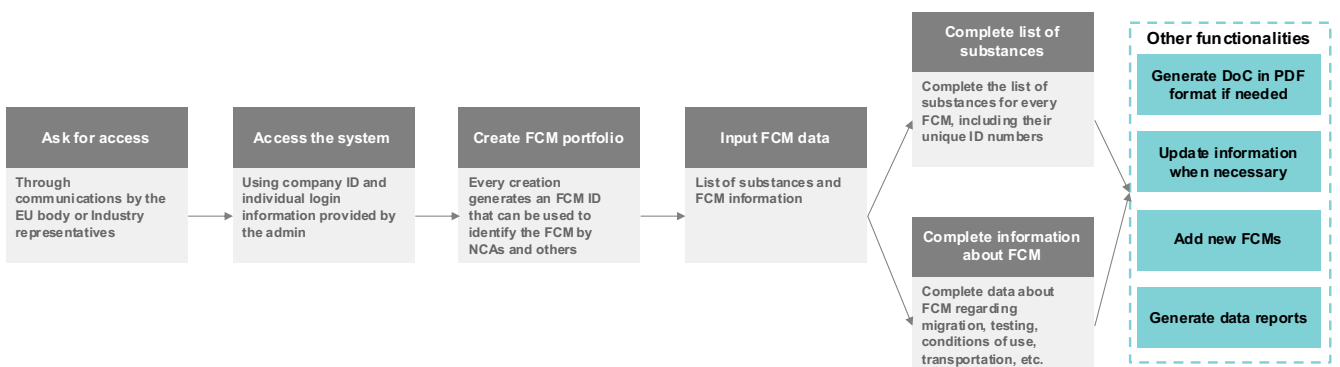 Ask for access
Through
communications by the
EU body or Industry
representatives
Access the system
Using company ID and
individual login
information provided by
the admin
Create FCM portfolio
Every creation
generates an FCM ID
that can be used to
identify the FCM by
NCAs and others
Input FCM data
List of substances and
FCM information
Complete list of
substances
Complete the list of
substances for every
FCM, including their
unique ID numbers
Complete information
about FCM
Complete data about
FCM regarding
migration, testing,
conditions of use,
transportation, etc.
Other functionalities
Generate DoC in PDF
format if needed
Update information
when necessary
Add new FCMs
Generate data reports